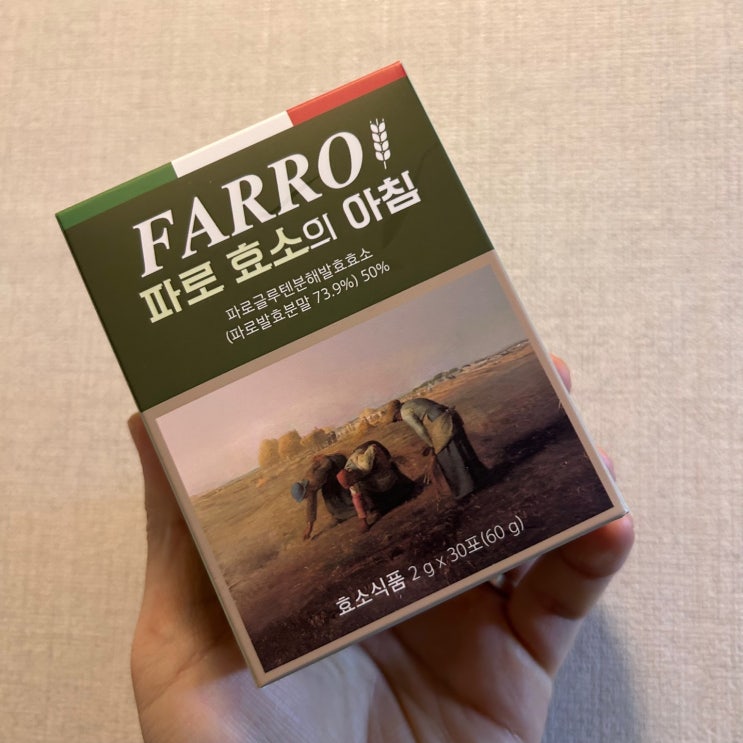 FARRO
파로 효소의 아침
파로글루텐분해발효효소
(파로발효분말 73.9%) 50%
효소식품 2 g x 30포(60 g)